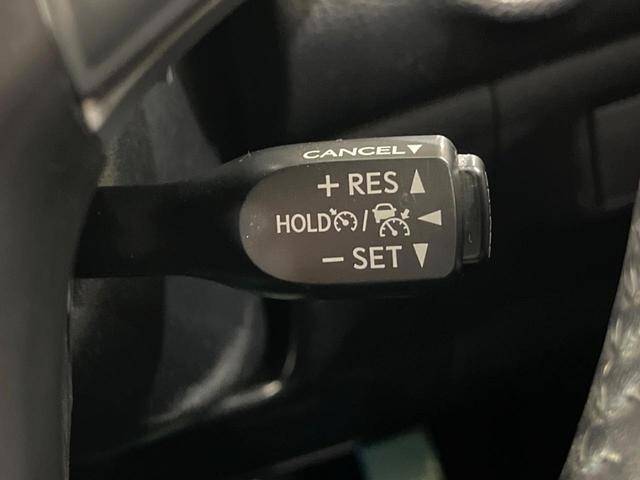 CANCEL▼
+ RES ▲
HOLD / ◀
− SET ▼